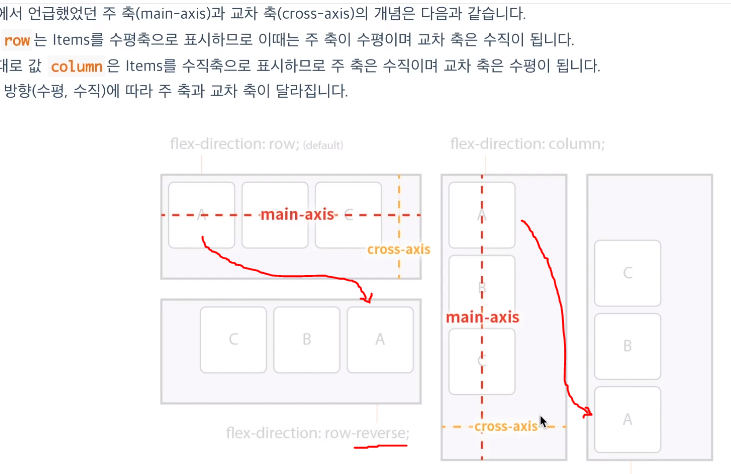 에서 언급했었던 주 축(main-axis)과 교차 축(cross-axis)의 개념은 다음과 같습니다.
row 는 Items를 수평축으로 표시하므로 이때는 주 축이 수평이며 교차 축은 수직이 됩니다.
대로 값 column 은 Items를 수직축으로 표시하므로 주 축은 수직이며 교차 축은 수평이 됩니다.
방향(수평, 수직)에 따라 주 축과 교차 축이 달라집니다.
flex-direction: row; (default)
flex-direction: column;
A C
main-axis
cross-axis
C B A
flex-direction: row-reverse;
A
B
main-axis
C
cross-axis
C
B
A